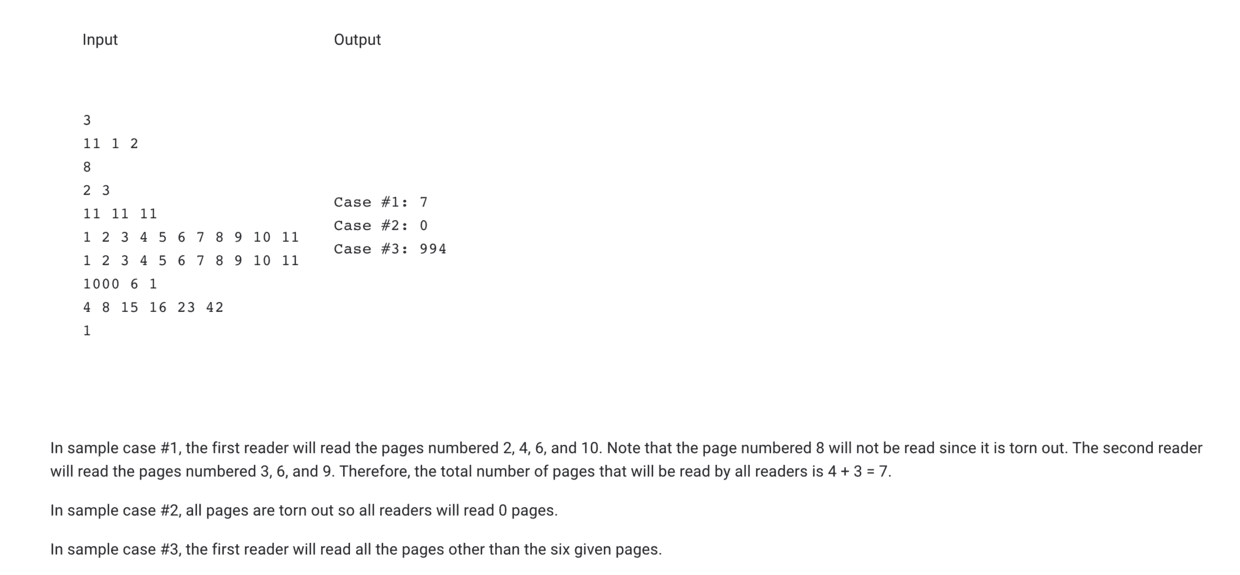 Input
Output
3
11 1 2
8
2 3
11 11 11
1 2 3 4 5 6 7 8 9 10 11
1 2 3 4 5 6 7 8 9 10 11
1000 6 1
4 8 15 16 23 42
1
Case #1: 7
Case #2: 0
Case #3: 994
In sample case #1, the first reader will read the pages numbered 2, 4, 6, and 10. Note that the page numbered 8 will not be read since it is torn out. The second reader
will read the pages numbered 3, 6, and 9. Therefore, the total number of pages that will be read by all readers is 4 + 3 = 7.
In sample case #2, all pages are torn out so all readers will read 0 pages.
In sample case #3, the first reader will read all the pages other than the six given pages.